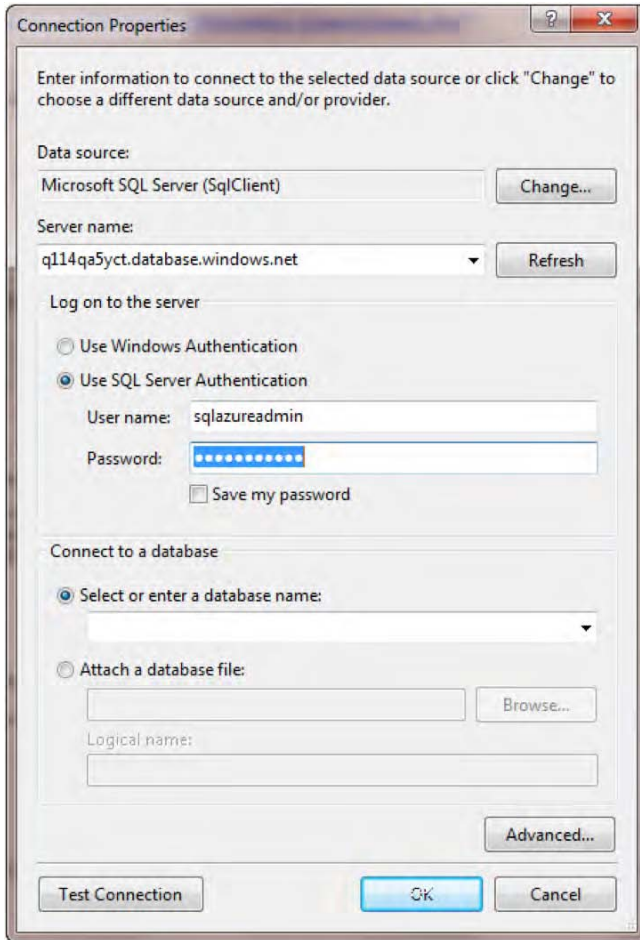 Connection Properties
Enter information to connect to the selected data source or click "Change" to
choose a different data source and/or provider.
Data source:
Microsoft SQL Server (SqlClient)
Change...
Server name:
q114qa5yct.database.windows.net
Refresh
Log on to the server
Use Windows Authentication
Use SQL Server Authentication
User name: sqlazureadmin
Password: ●●●●●●●●●●●
Save my password
Connect to a database
Select or enter a database name:
Attach a database file:
Browse...
Logical name:
Advanced...
Test Connection OK Cancel